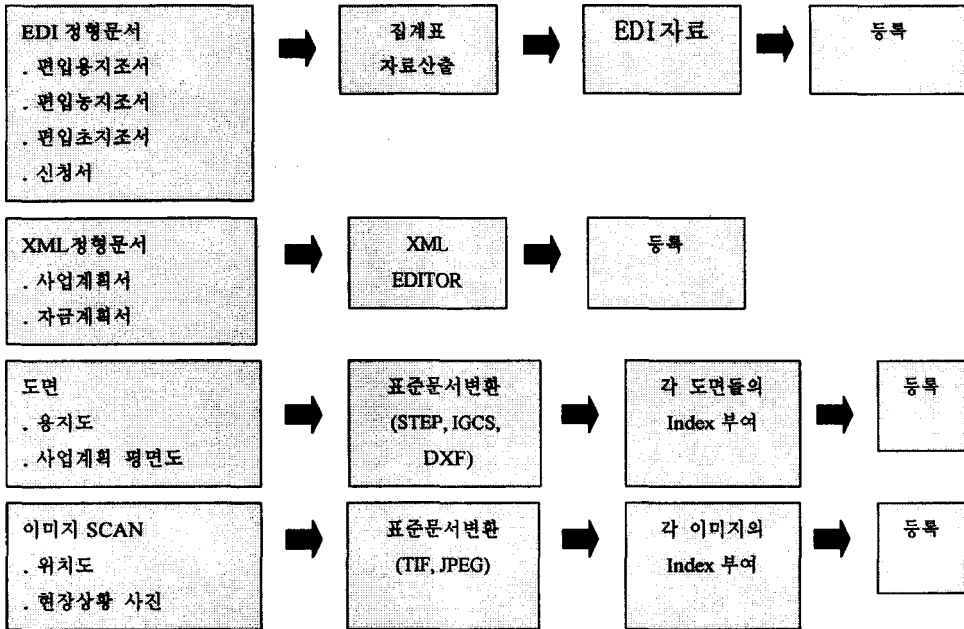 EDI 정형문서
. 편입용지조서
. 편입농지조서
. 편입초지조서
. 신청서
집계표
자료산출
EDI자료
등록
XML정형문서
. 사업계획서
. 자금계획서
XML
EDITOR
등록
도면
. 용지도
. 사업계획 평면도
표준문서변환
(STEP, IGCS,
DXF)
각 도면들의
Index 부여
등록
이미지 SCAN
. 위치도
. 현장상황 사진
표준문서변환
(TIF, JPEG)
각 이미지의
Index 부여
등록